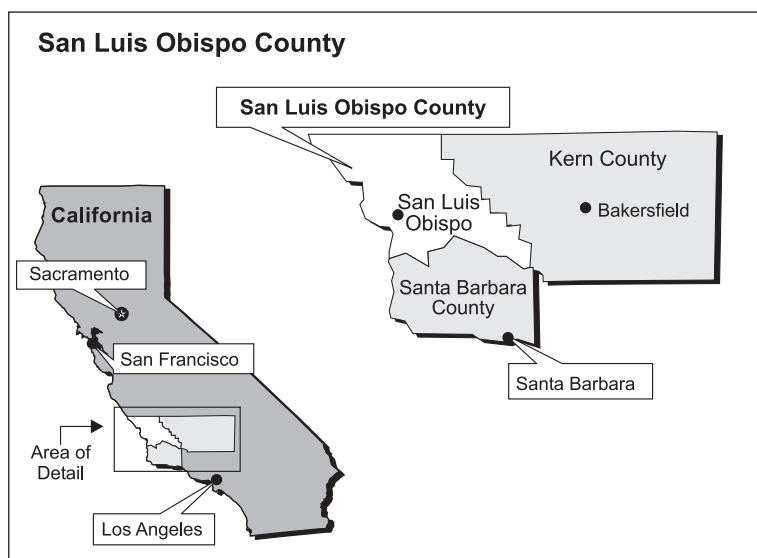 San Luis Obispo County
San Luis Obispo County
Kern County
San Luis
Obispo
Bakersfield
California
Sacramento
Santa Barbara
County
San Francisco
Santa Barbara
Area of
Detail
Los Angeles